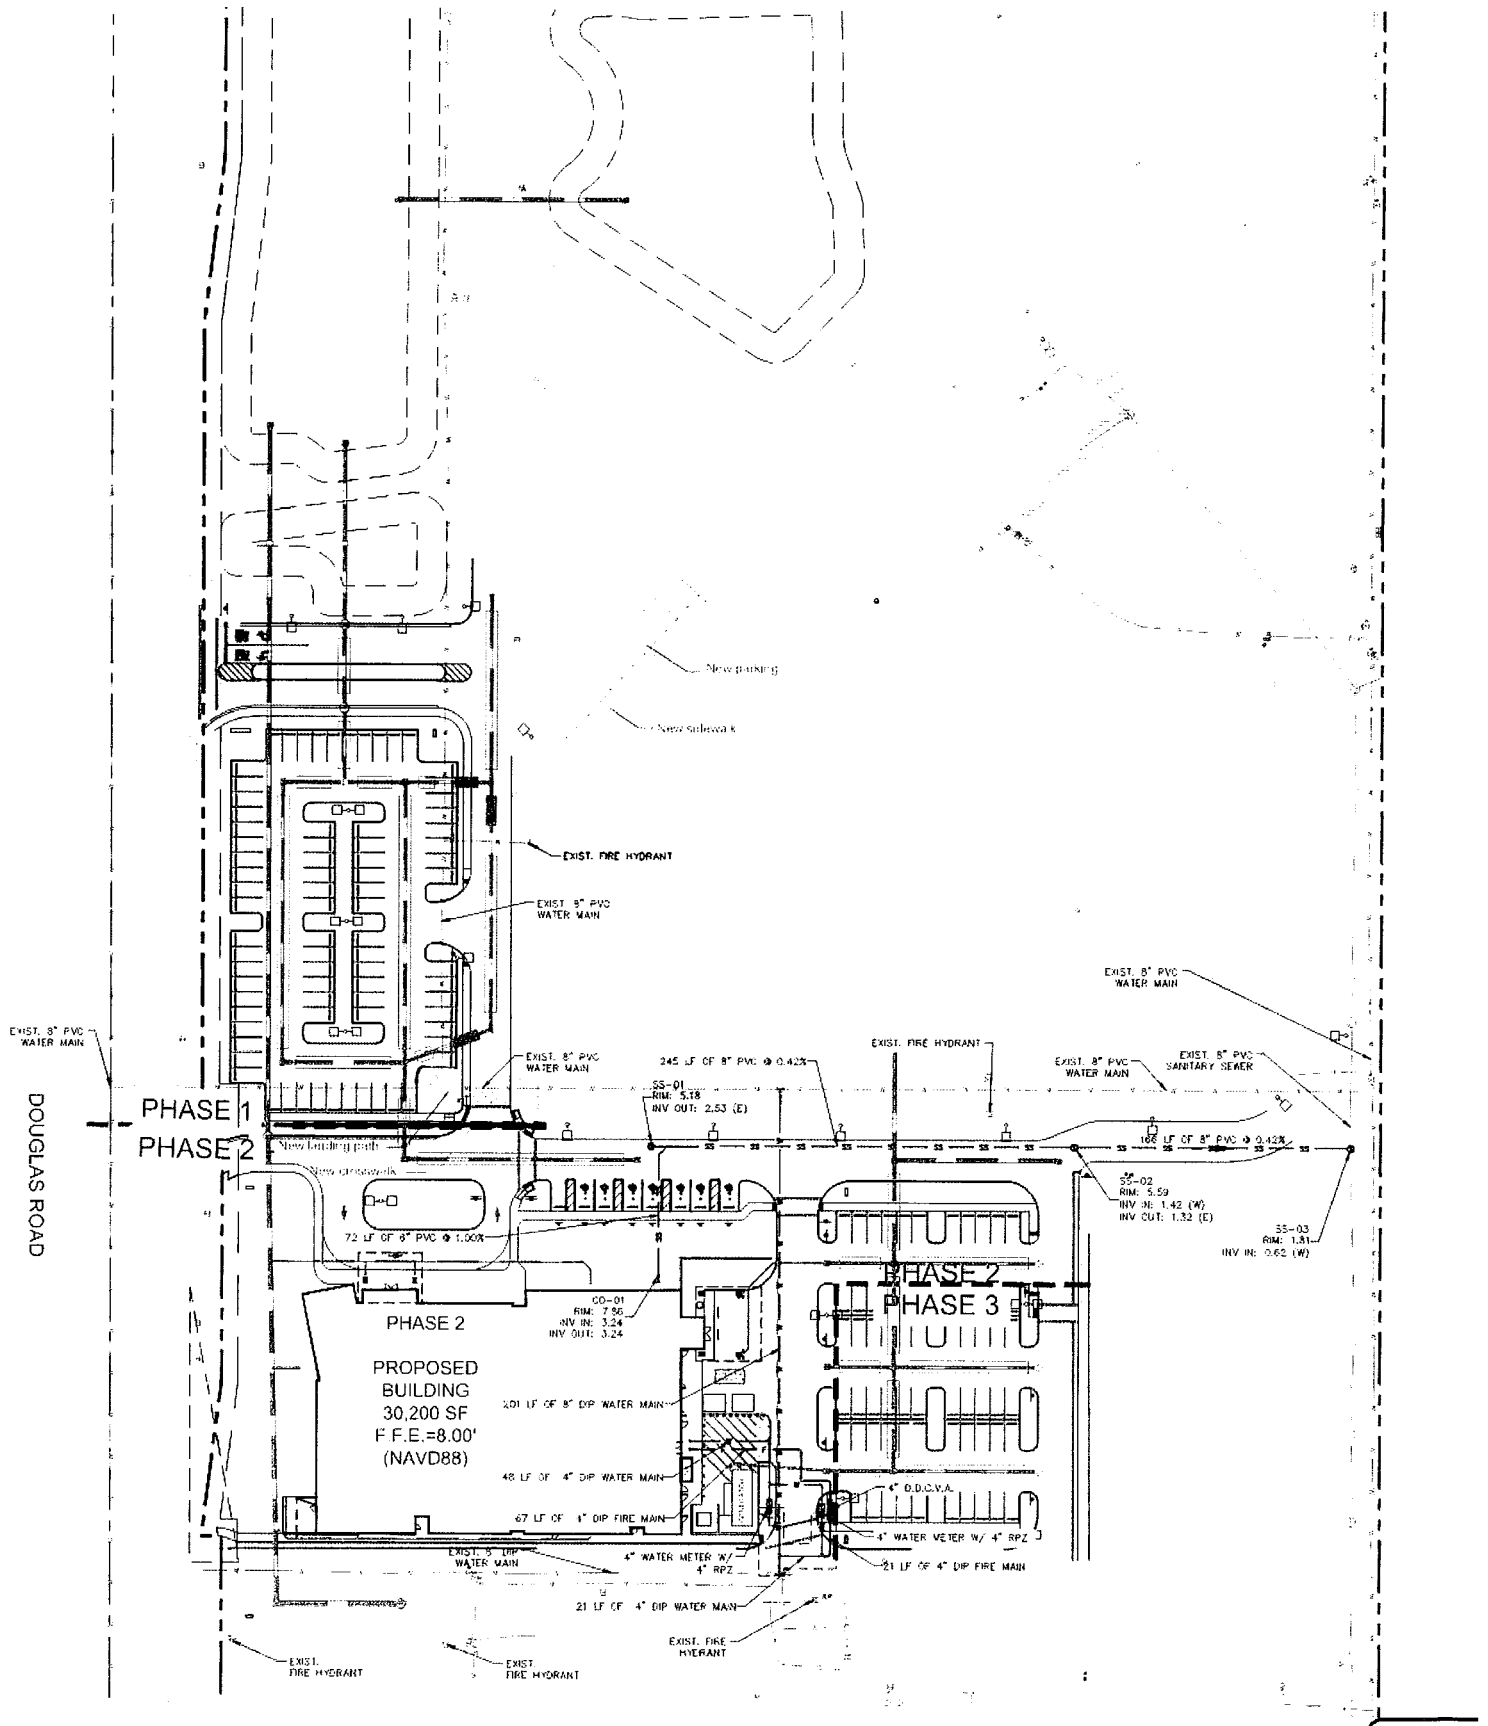 New parking
New sidewalk
EXIST. FIRE HYDRANT
EXIST. 8" PVC
WATER MAIN
EXIST. 8" PVC
WATER MAIN
EXIST. 8" PVC
WATER MAIN
EXIST. FIRE HYDRANT
EXIST. 8" PVC
WATER MAIN
EXIST. 8" PVC
SANITARY SEWER
EXIST. 8" PVC
WATER MAIN
245 LF OF 8" PVC @ 0.42%
SS-01
RIM: 5.18
INV OUT: 2.53 (E)
DOUGLAS ROAD
PHASE 1
PHASE 2
New landing path
New crosswalk
166 LF OF 8" PVC @ 0.42%
SS-02
RIM: 5.59
INV IN: 1.42 (W)
INV OUT: 1.32 (E)
SS-03
RIM: 1.81
INV IN: 0.62 (W)
72 LF OF 6" PVC @ 1.00%
PHASE 2
PHASE 3
CO-01
RIM: 7.86
INV IN: 3.24
INV OUT: 3.24
PHASE 2
PROPOSED
BUILDING
30,200 SF
F.F.E.=8.00'
(NAVD88)
201 LF OF 8" DIP WATER MAIN
48 LF OF 4" DIP WATER MAIN
67 LF OF 4" DIP FIRE MAIN
4" D.D.C.V.A.
4" WATER METER W/ 4" RPZ
21 LF OF 4" DIP FIRE MAIN
EXIST. 8" DIP
WATER MAIN
4" WATER METER W/
4" RPZ
21 LF OF 4" DIP WATER MAIN
EXIST. FIRE
HYDRANT
EXIST.
FIRE HYDRANT
EXIST.
FIRE HYDRANT